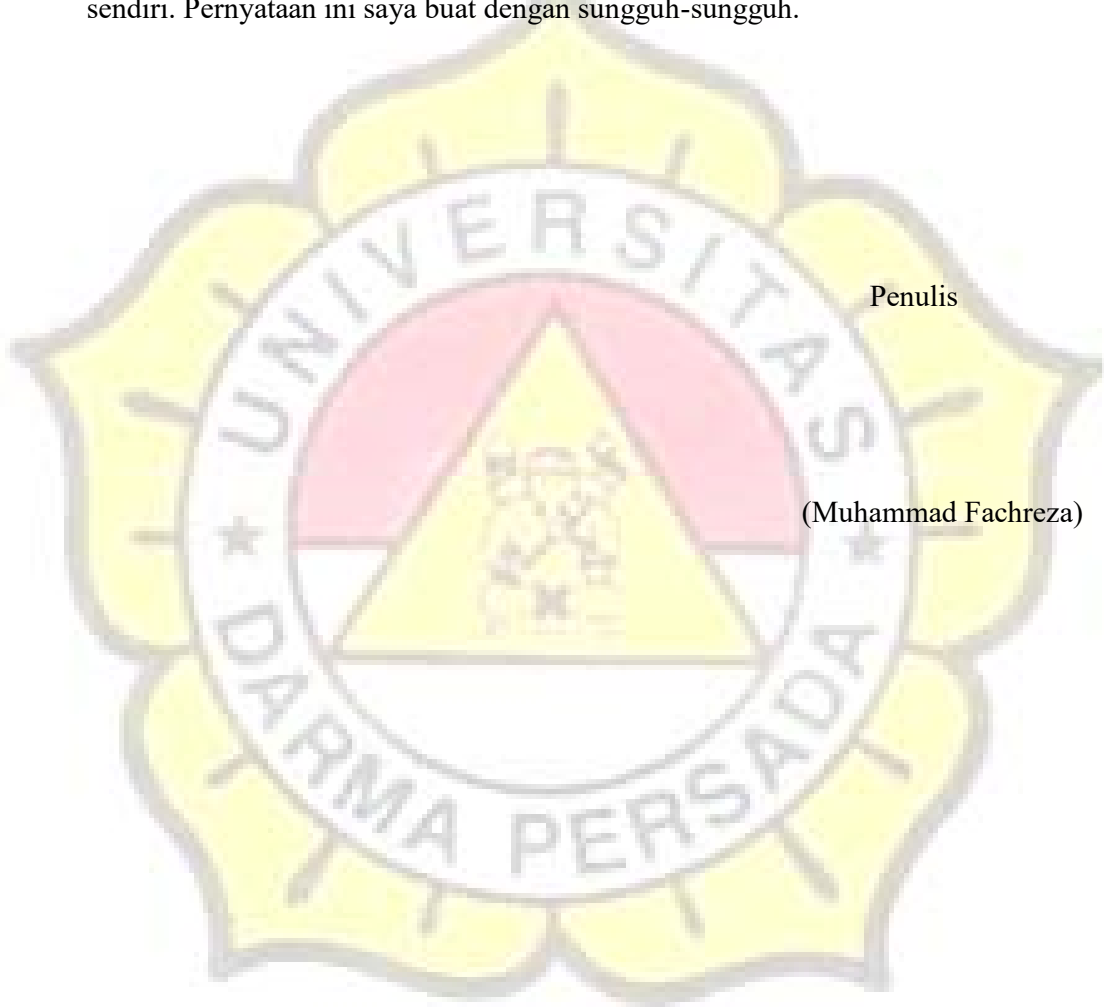 sendiri. Pernyataan ini saya buat dengan sungguh-sungguh.
Penulis
(Muhammad Fachreza)
UNIVERSITAS
DARMA PERSADA